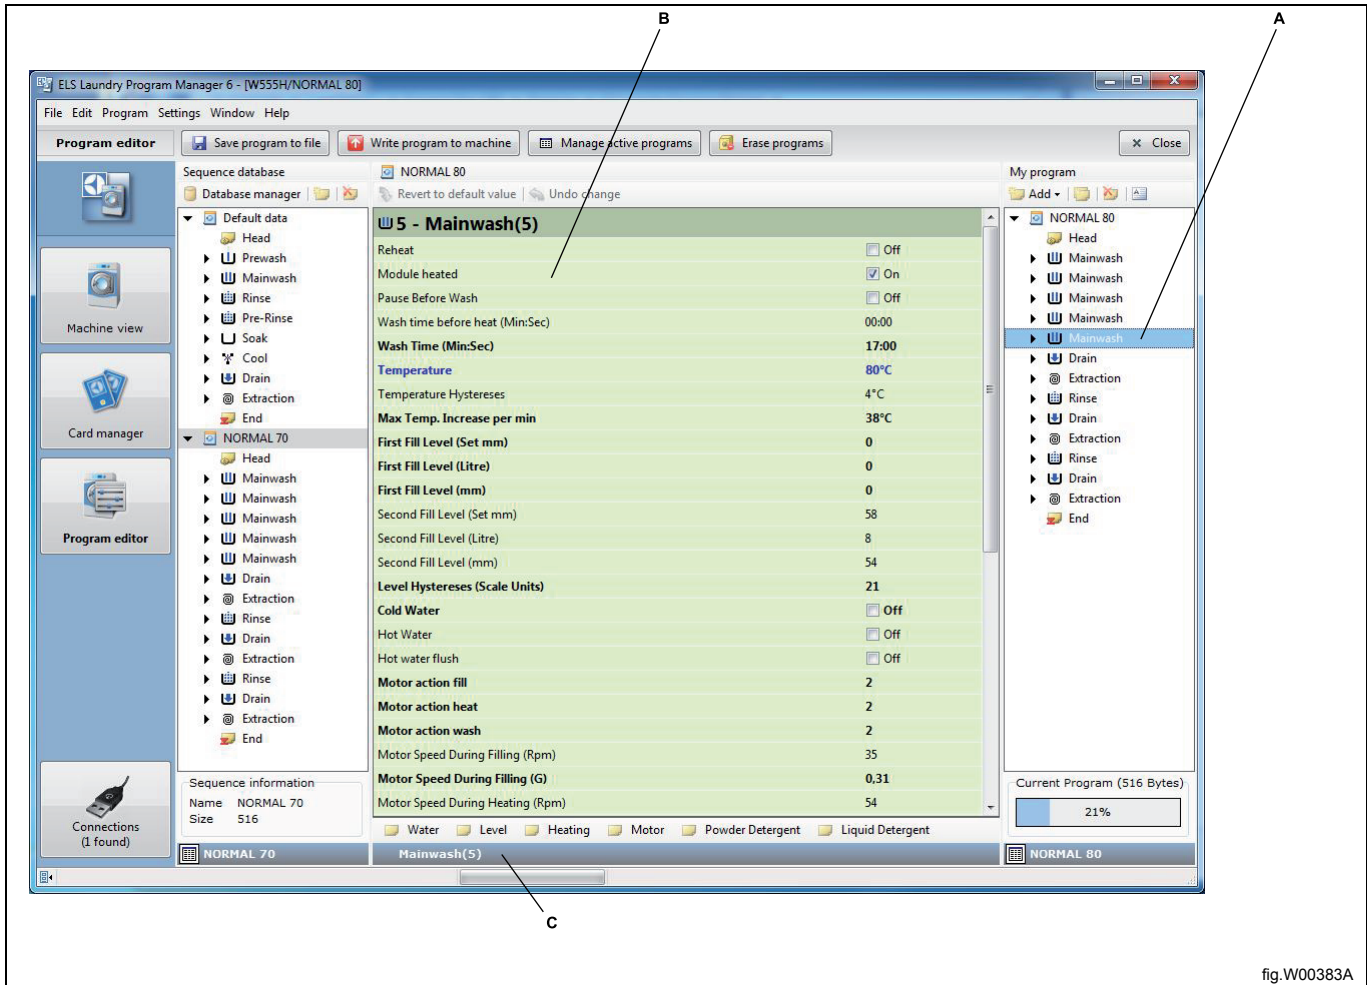 B
A
ELS Laundry Program Manager 6 - [W555H/NORMAL 80]
File Edit Program Settings Window Help
Program editor
Save program to file
Write program to machine
Manage active programs
Erase programs
Close
Machine view
Card manager
Program editor
Connections
(1 found)
Sequence database
Database manager
Default data
Head
Prewash
Mainwash
Rinse
Pre-Rinse
Soak
Cool
Drain
Extraction
End
NORMAL 70
Head
Mainwash
Mainwash
Mainwash
Mainwash
Mainwash
Drain
Extraction
Rinse
Drain
Extraction
Rinse
Drain
Extraction
End
Sequence information
Name NORMAL 70
Size 516
NORMAL 70
NORMAL 80
Revert to default value Undo change
5 - Mainwash(5)
Reheat Off
Module heated On
Pause Before Wash Off
Wash time before heat (Min:Sec) 00:00
Wash Time (Min:Sec) 17:00
Temperature 80°C
Temperature Hystereses 4°C
Max Temp. Increase per min 38°C
First Fill Level (Set mm) 0
First Fill Level (Litre) 0
First Fill Level (mm) 0
Second Fill Level (Set mm) 58
Second Fill Level (Litre) 8
Second Fill Level (mm) 54
Level Hystereses (Scale Units) 21
Cold Water Off
Hot Water Off
Hot water flush Off
Motor action fill 2
Motor action heat 2
Motor action wash 2
Motor Speed During Filling (Rpm) 35
Motor Speed During Filling (G) 0,31
Motor Speed During Heating (Rpm) 54
Water Level Heating Motor Powder Detergent Liquid Detergent
Mainwash(5)
My program
Add
NORMAL 80
Head
Mainwash
Mainwash
Mainwash
Mainwash
Mainwash
Drain
Extraction
Rinse
Drain
Extraction
Rinse
Drain
Extraction
End
Current Program (516 Bytes)
21%
NORMAL 80
C
fig.W00383A